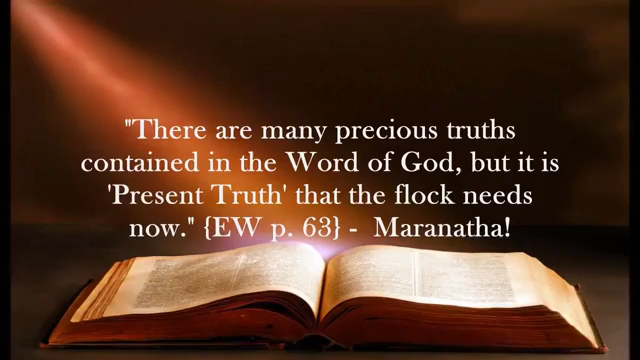 "There are many precious truths
contained in the Word of God, but it is
'Present Truth' that the flock needs
now." {EW p. 63} - Maranatha!